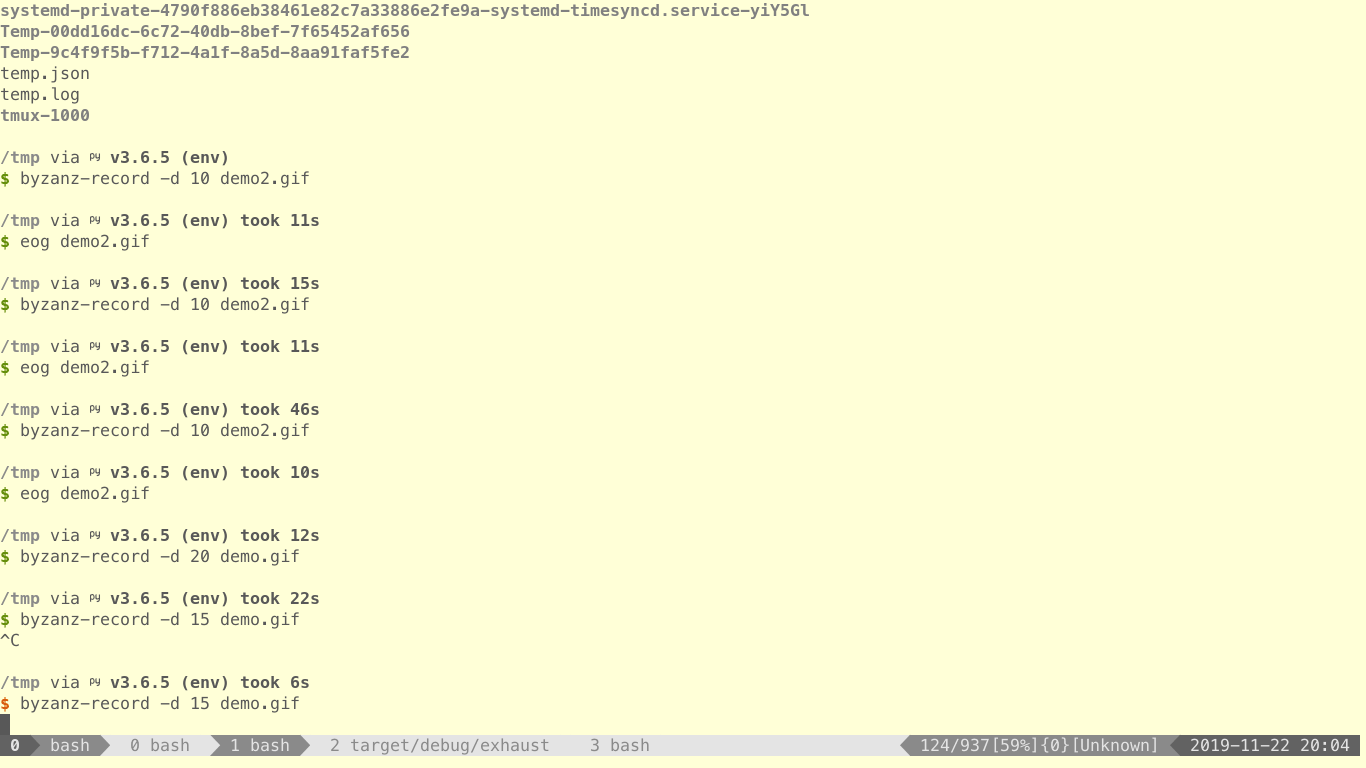 systemd-private-4790f886eb38461e82c7a33886e2fe9a-systemd-timesyncd.service-yiY5Gl
Temp-00dd16dc-6c72-40db-8bef-7f65452af656
Temp-9c4f9f5b-f712-4a1f-8a5d-8aa91faf5fe2
temp.json
temp.log
tmux-1000
/tmp via py v3.6.5 (env)
$ byzanz-record -d 10 demo2.gif
/tmp via py v3.6.5 (env) took 11s
$ eog demo2.gif
/tmp via py v3.6.5 (env) took 15s
$ byzanz-record -d 10 demo2.gif
/tmp via py v3.6.5 (env) took 11s
$ eog demo2.gif
/tmp via py v3.6.5 (env) took 46s
$ byzanz-record -d 10 demo2.gif
/tmp via py v3.6.5 (env) took 10s
$ eog demo2.gif
/tmp via py v3.6.5 (env) took 12s
$ byzanz-record -d 20 demo.gif
/tmp via py v3.6.5 (env) took 22s
$ byzanz-record -d 15 demo.gif
^C
/tmp via py v3.6.5 (env) took 6s
$ byzanz-record -d 15 demo.gif
0 bash 0 bash 1 bash 2 target/debug/exhaust 3 bash 124/937[59%]{0}[Unknown] 2019-11-22 20:04